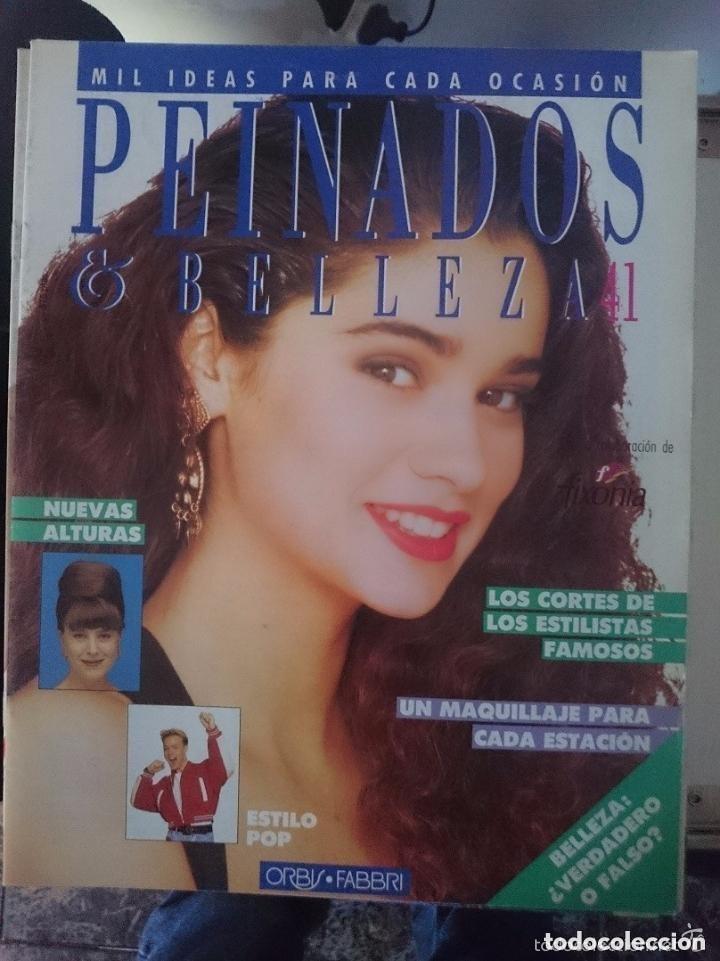 MIL IDEAS PARA CADA OCASIÓN
PEINADOS
& BELLEZA 41
de
fixonia
NUEVAS
ALTURAS
LOS CORTES DE
LOS ESTILISTAS
FAMOSOS
UN MAQUILLAJE PARA
CADA ESTACIÓN
ESTILO
POP
BELLEZA:
¿VERDADERO
O FALSO?
ORBIS•FABBRI
todocoleccion